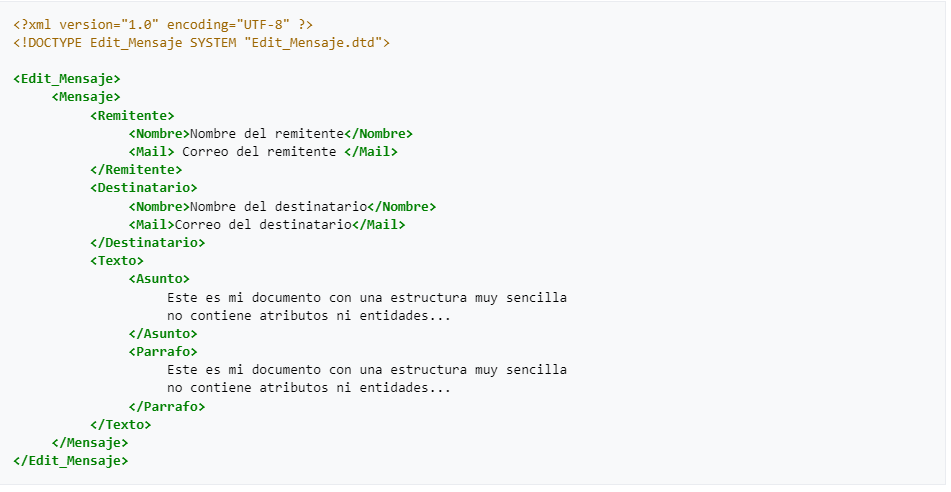 <?xml version="1.0" encoding="UTF-8" ?>
<!DOCTYPE Edit_Mensaje SYSTEM "Edit_Mensaje.dtd">
<Edit_Mensaje>
<Mensaje>
<Remitente>
<Nombre>Nombre del remitente</Nombre>
<Mail> Correo del remitente </Mail>
</Remitente>
<Destinatario>
<Nombre>Nombre del destinatario</Nombre>
<Mail>Correo del destinatario</Mail>
</Destinatario>
<Texto>
<Asunto>
Este es mi documento con una estructura muy sencilla
no contiene atributos ni entidades...
</Asunto>
<Parrafo>
Este es mi documento con una estructura muy sencilla
no contiene atributos ni entidades...
</Parrafo>
</Texto>
</Mensaje>
</Edit_Mensaje>